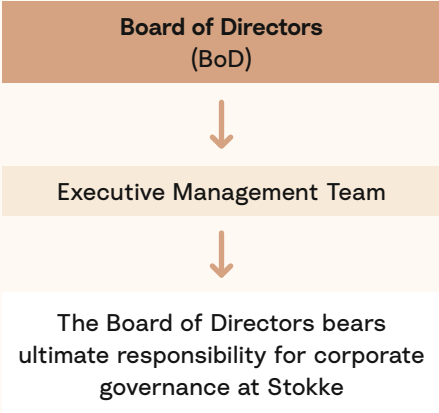 Board of Directors
(BoD)
Executive Management Team
The Board of Directors bears
ultimate responsibility for corporate
governance at Stokke